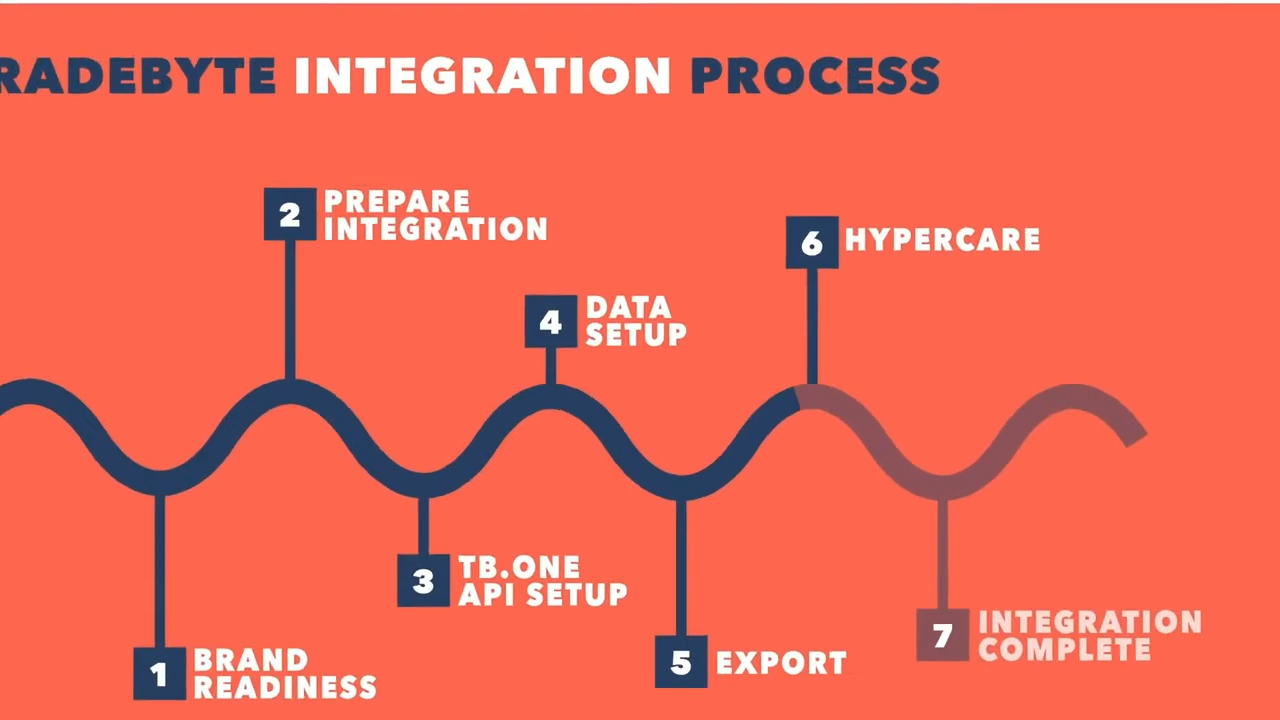 RADEBYTE INTEGRATION PROCESS
1
BRAND
READINESS
2
PREPARE
INTEGRATION
3
TB.ONE
API SETUP
4
DATA
SETUP
5
EXPORT
6
HYPERCARE
7
INTEGRATION
COMPLETE